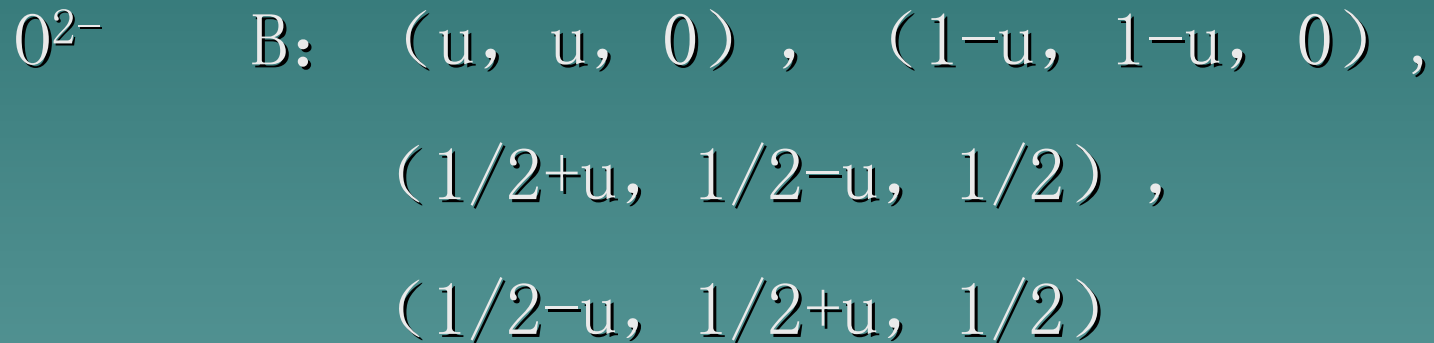 O²⁻ B：（u，u，0），（1−u，1−u，0），
（1/2+u，1/2−u，1/2），
（1/2−u，1/2+u，1/2）